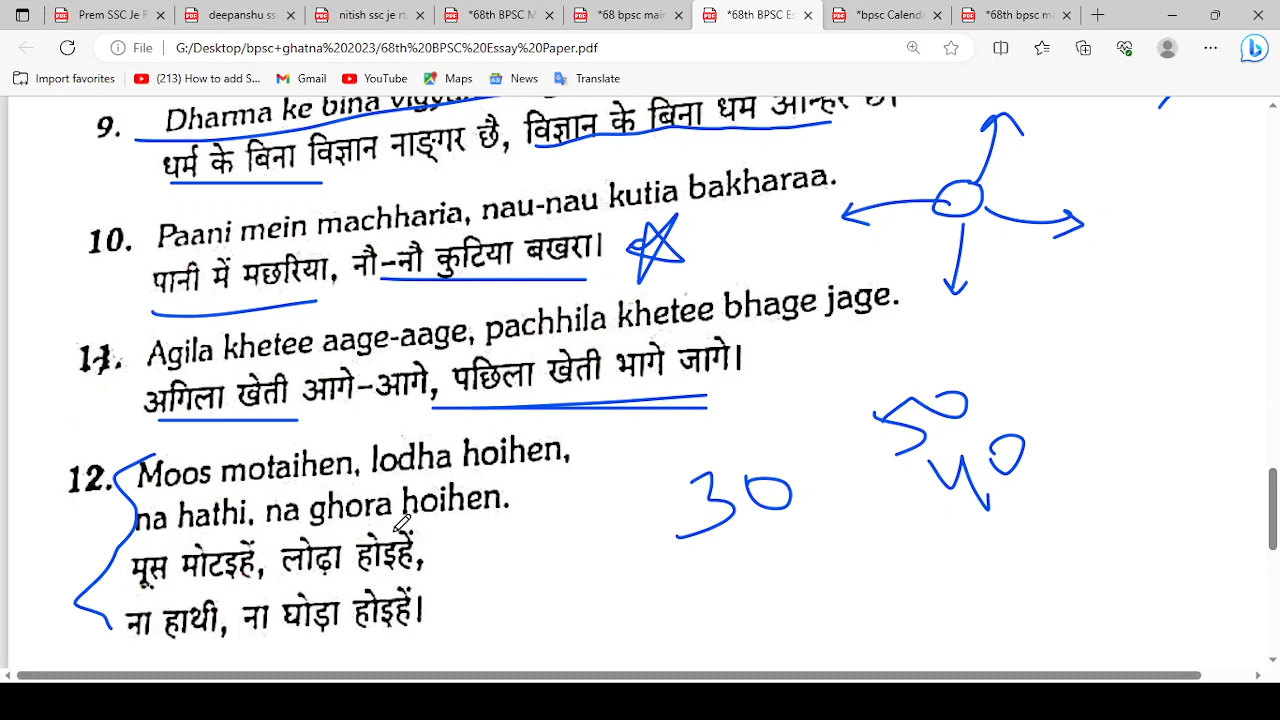 Prem SSC Je R
deepanshu ss
nitish ssc je rt
*68th BPSC M
*68 bpsc mai
*68th BPSC Es
*bpsc Calend
*68th bpsc m
File
G:/Desktop/bpsc+ghatna%202023/68th%20BPSC%20Essay%20Paper.pdf
Import favorites
(213) How to add S...
Gmail
YouTube
Maps
News
Translate
9. Dharma ke bina
धर्म के बिना विज्ञान नाङ्गर छै, विज्ञान के बिना धर्म आन्हर छै।
10. Paani mein machharia, nau-nau kutia bakharaa.
पानी में मछरिया, नौ-नौ कुटिया बखरा।
11. Agila khetee aage-aage, pachhila khetee bhage jage.
अगिला खेती आगे-आगे, पछिला खेती भागे जागे।
50
40
30
12. Moos motaihen, lodha hoihen,
na hathi, na ghora hoihen.
मूस मोटइहें, लोढ़ा होइहें,
ना हाथी, ना घोड़ा होइहें।